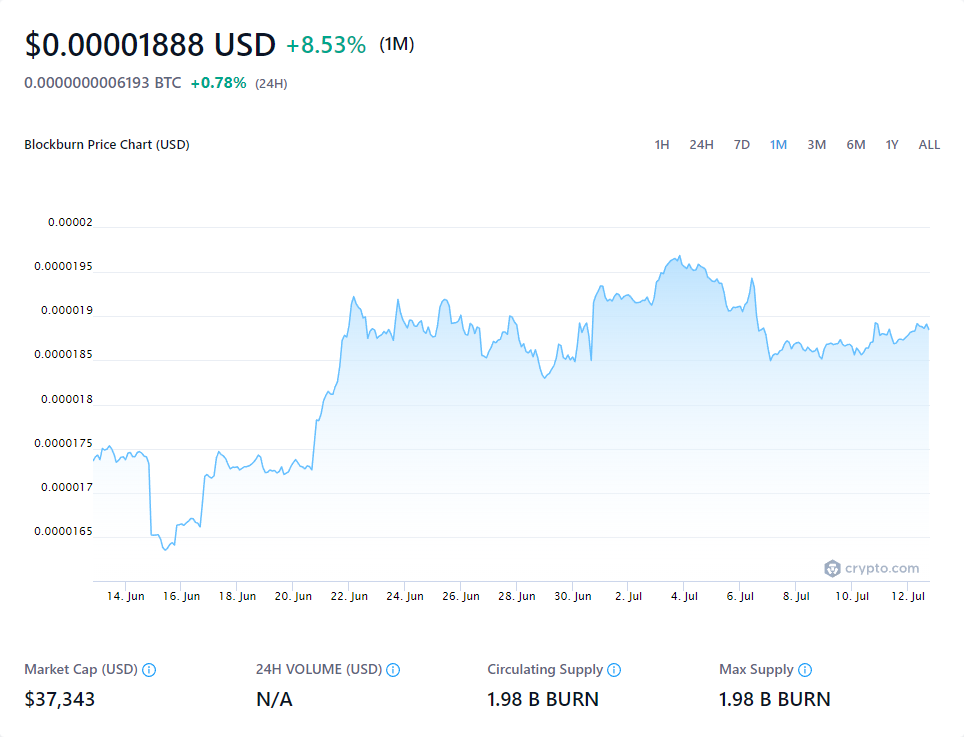 $0.00001888 USD +8.53% (1M)
0.0000000006193 BTC +0.78% (24H)
Blockburn Price Chart (USD) 1H 24H 7D 1M 3M 6M 1Y ALL
0.00002
0.0000195
0.000019
0.0000185
0.000018
0.0000175
0.000017
0.0000165
crypto.com
14. Jun 16. Jun 18. Jun 20. Jun 22. Jun 24. Jun 26. Jun 28. Jun 30. Jun 2. Jul 4. Jul 6. Jul 8. Jul 10. Jul 12. Jul
Market Cap (USD) 24H VOLUME (USD) Circulating Supply Max Supply
$37,343 N/A 1.98 B BURN 1.98 B BURN